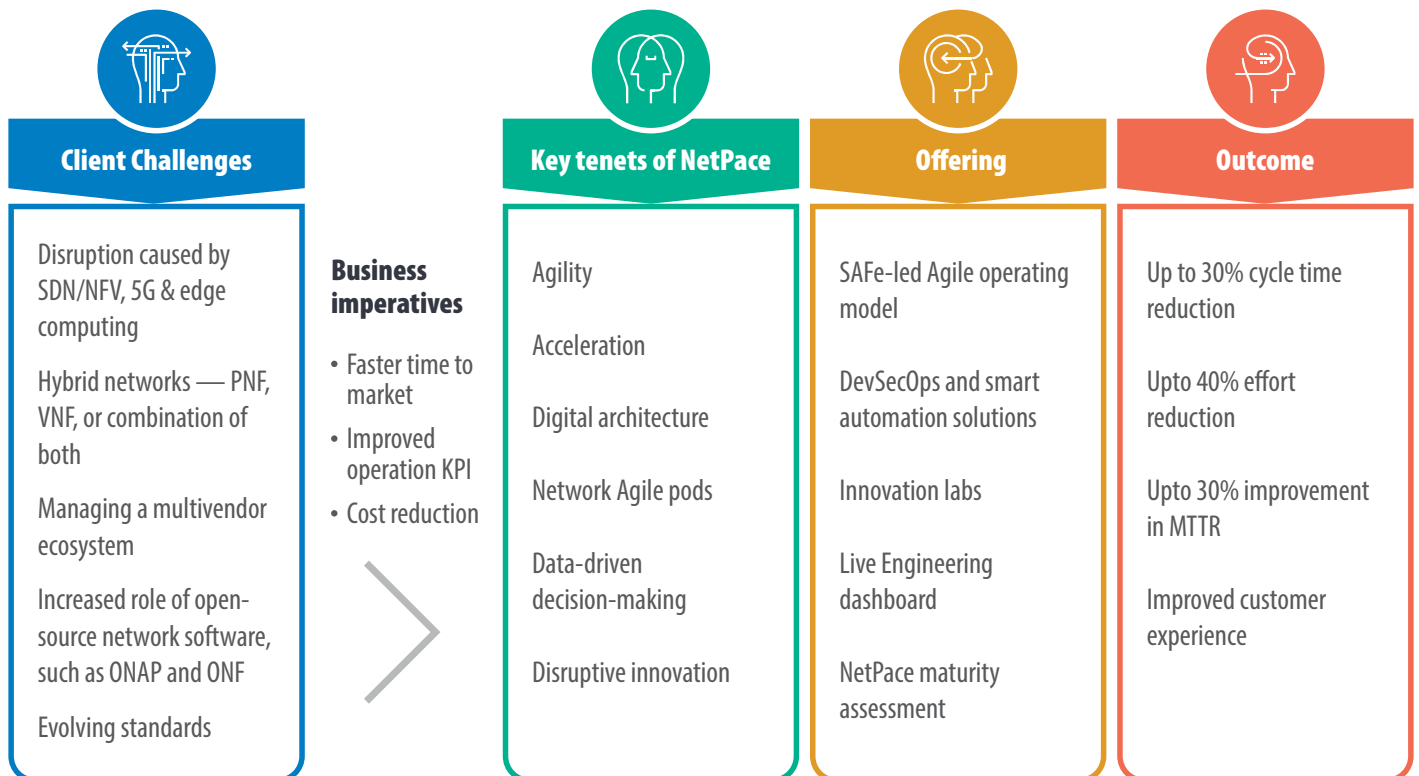 Client Challenges
Disruption caused by
SDN/NFV, 5G & edge
computing
Hybrid networks — PNF,
VNF, or combination of
both
Managing a multivendor
ecosystem
Increased role of open-
source network software,
such as ONAP and ONF
Evolving standards
Business
imperatives
• Faster time to
market
• Improved
operation KPI
• Cost reduction
Key tenets of NetPace
Agility
Acceleration
Digital architecture
Network Agile pods
Data-driven
decision-making
Disruptive innovation
Offering
SAFe-led Agile operating
model
DevSecOps and smart
automation solutions
Innovation labs
Live Engineering
dashboard
NetPace maturity
assessment
Outcome
Up to 30% cycle time
reduction
Upto 40% effort
reduction
Upto 30% improvement
in MTTR
Improved customer
experience